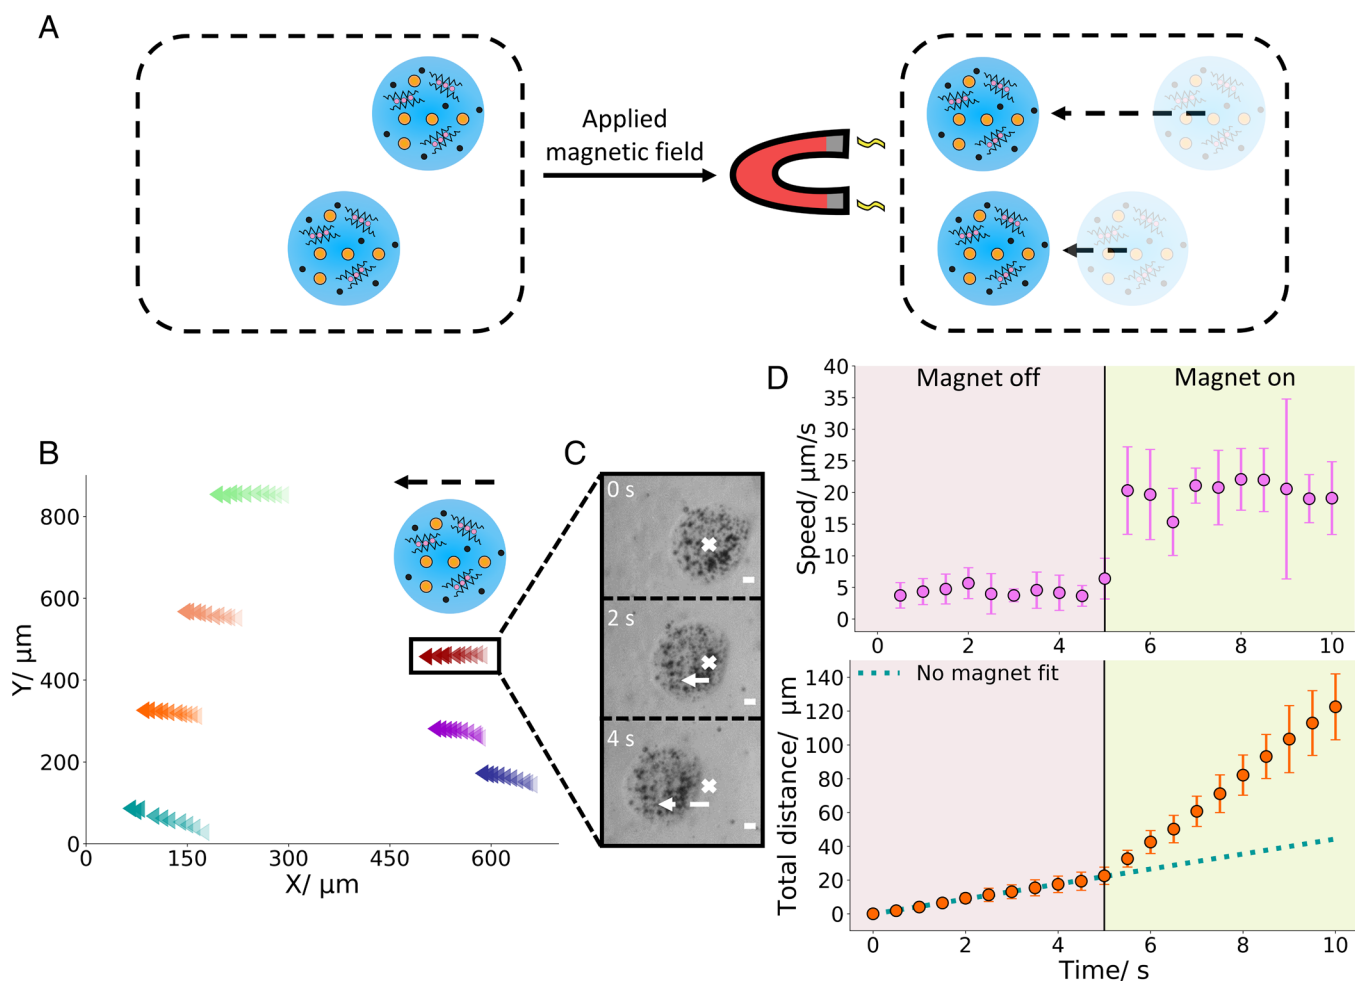 A
Applied
magnetic field
B
Y/ μm
800
600
400
200
0
0
150
300
450
600
X/ μm
C
0 s
2 s
4 s
D
Magnet off
Magnet on
Speed/ μm/s
40
35
30
25
20
15
10
5
0
0
2
4
6
8
10
No magnet fit
Total distance/ μm
140
120
100
80
60
40
20
0
0
2
4
6
8
10
Time/ s